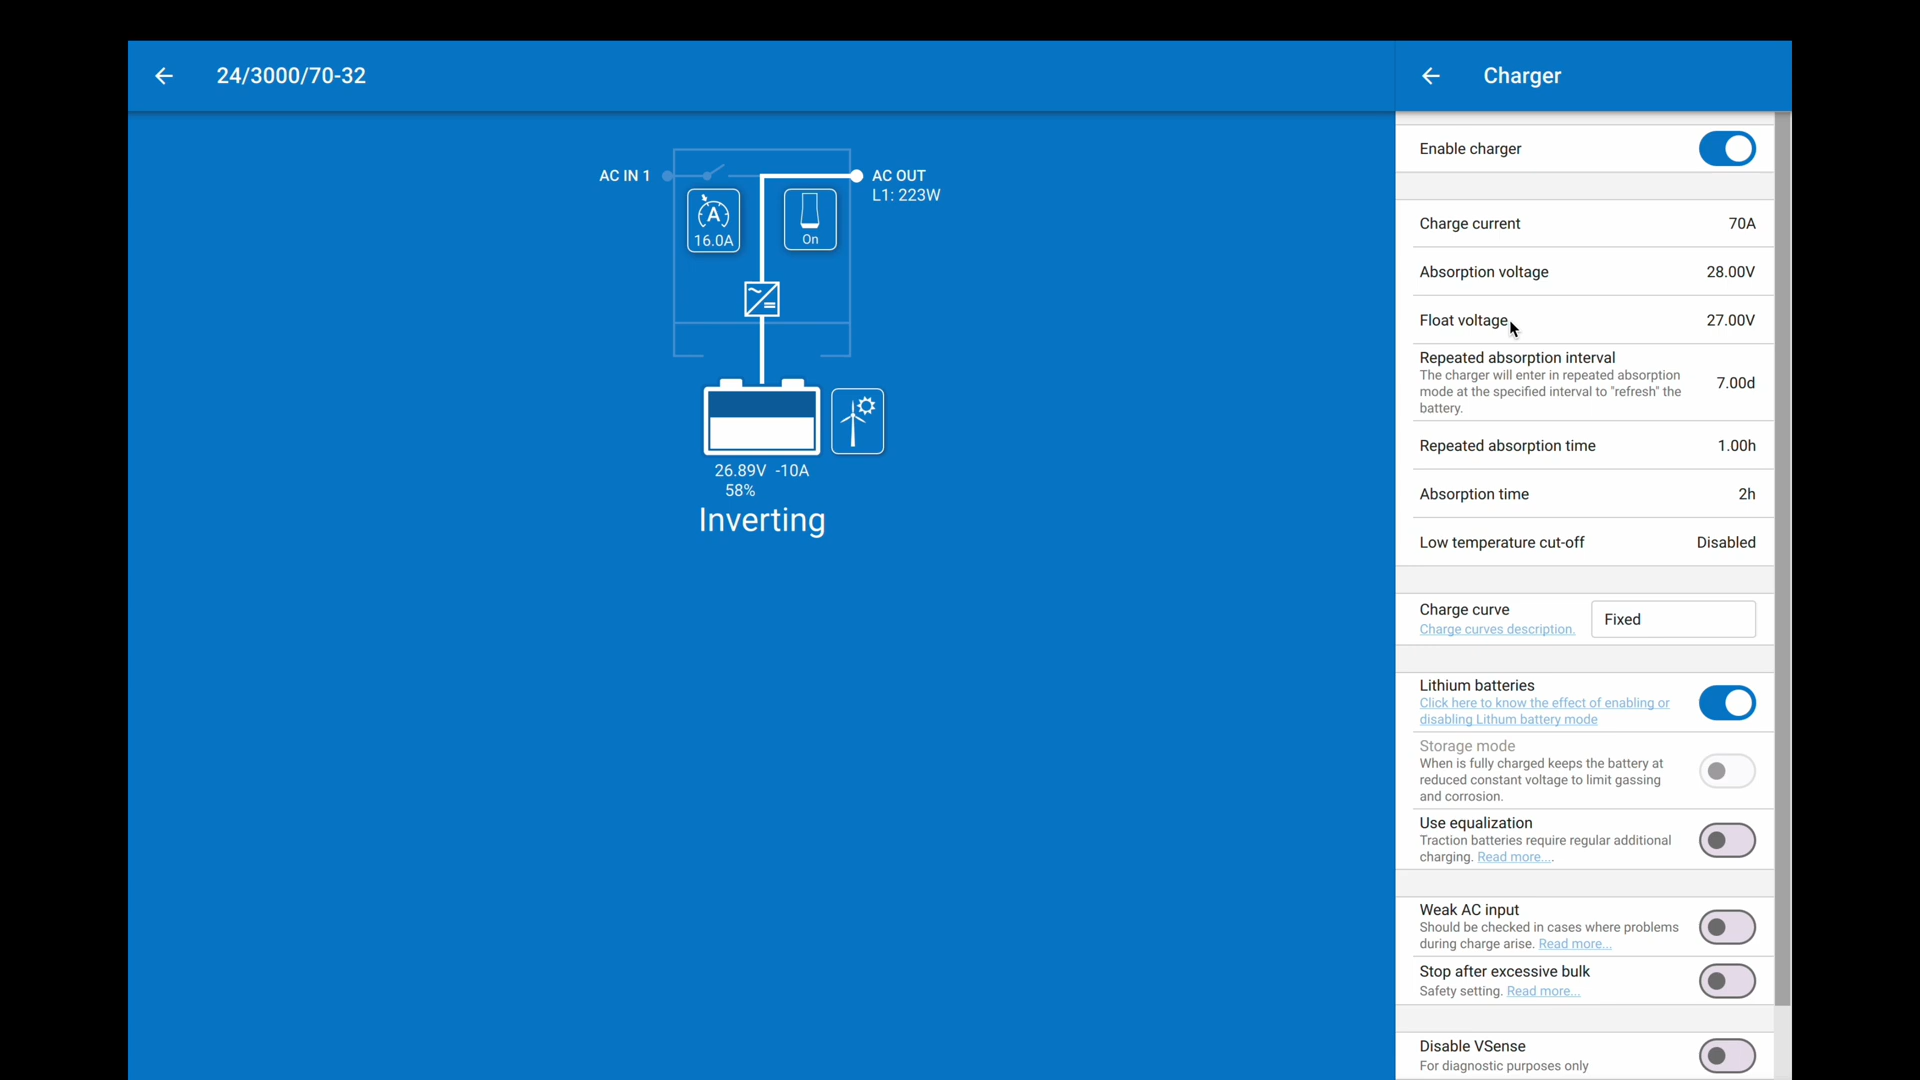 24/3000/70-32
AC IN 1
AC OUT
L1: 223W
A
16.0A
On
26.89V -10A
58%
Inverting
Charger
Enable charger
Charge current 70A
Absorption voltage 28.00V
Float voltage 27.00V
Repeated absorption interval
The charger will enter in repeated absorption
mode at the specified interval to "refresh" the
battery.
7.00d
Repeated absorption time 1.00h
Absorption time 2h
Low temperature cut-off Disabled
Charge curve
Charge curves description.
Fixed
Lithium batteries
Click here to know the effect of enabling or
disabling Lithum battery mode
Storage mode
When is fully charged keeps the battery at
reduced constant voltage to limit gassing
and corrosion.
Use equalization
Traction batteries require regular additional
charging. Read more....
Weak AC input
Should be checked in cases where problems
during charge arise. Read more...
Stop after excessive bulk
Safety setting. Read more...
Disable VSense
For diagnostic purposes only